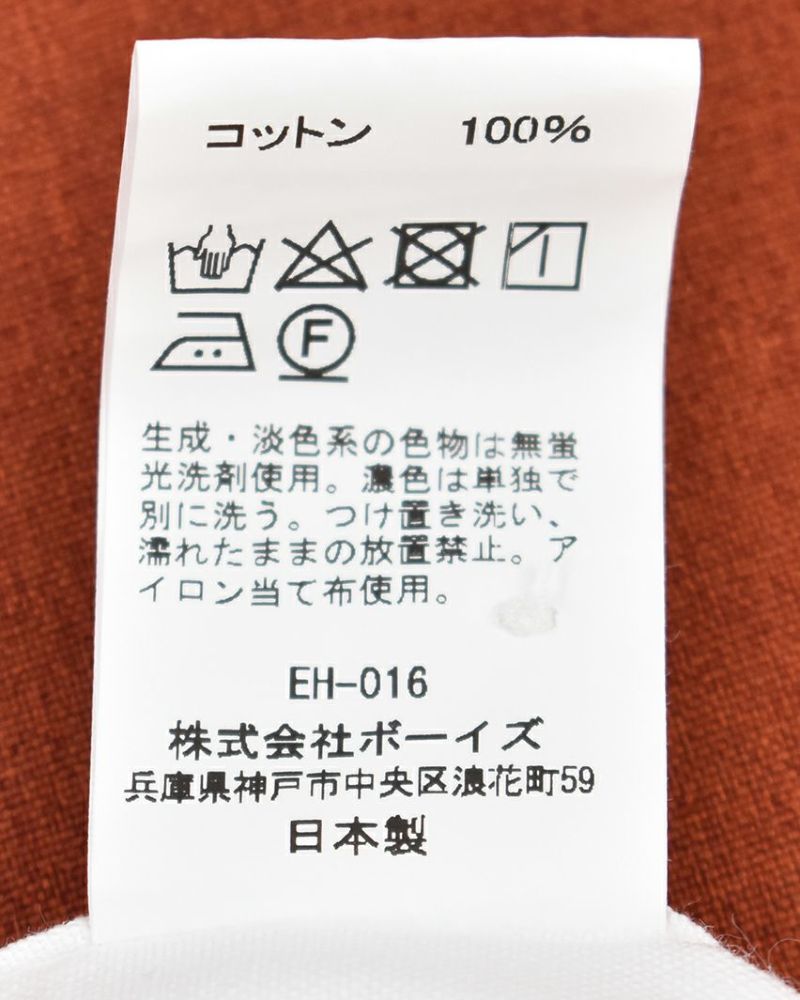 コットン 100%
F
生成・淡色系の色物は無蛍
光洗剤使用。濃色は単独で
別に洗う。つけ置き洗い、
濡れたままの放置禁止。ア
イロン当て布使用。
EH-016
株式会社ボーイズ
兵庫県神戸市中央区浪花町59
日本製